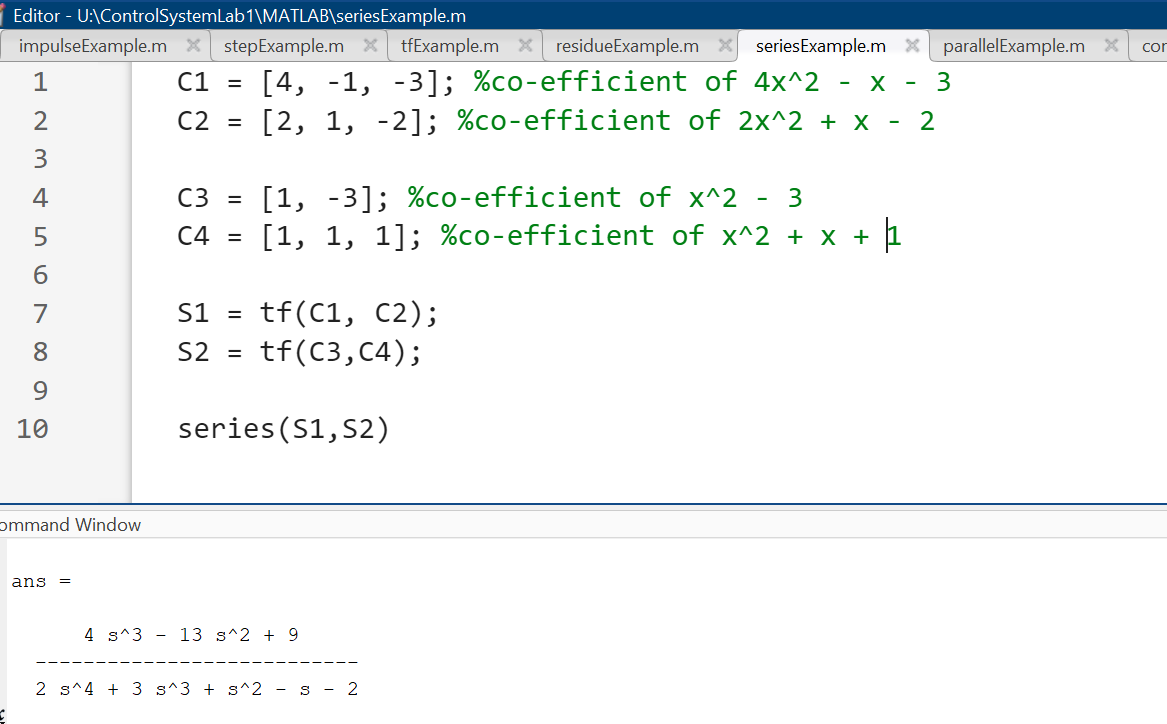 Editor - U:\ControlSystemLab1\MATLAB\seriesExample.m
impulseExample.m stepExample.m tfExample.m residueExample.m seriesExample.m parallelExample.m cor
1 C1 = [4, -1, -3]; %co-efficient of 4x^2 - x - 3
2 C2 = [2, 1, -2]; %co-efficient of 2x^2 + x - 2
3
4 C3 = [1, -3]; %co-efficient of x^2 - 3
5 C4 = [1, 1, 1]; %co-efficient of x^2 + x + 1
6
7 S1 = tf(C1, C2);
8 S2 = tf(C3,C4);
9
10 series(S1,S2)
ommand Window
ans =
4 s^3 - 13 s^2 + 9
---------------------------
2 s^4 + 3 s^3 + s^2 - s - 2